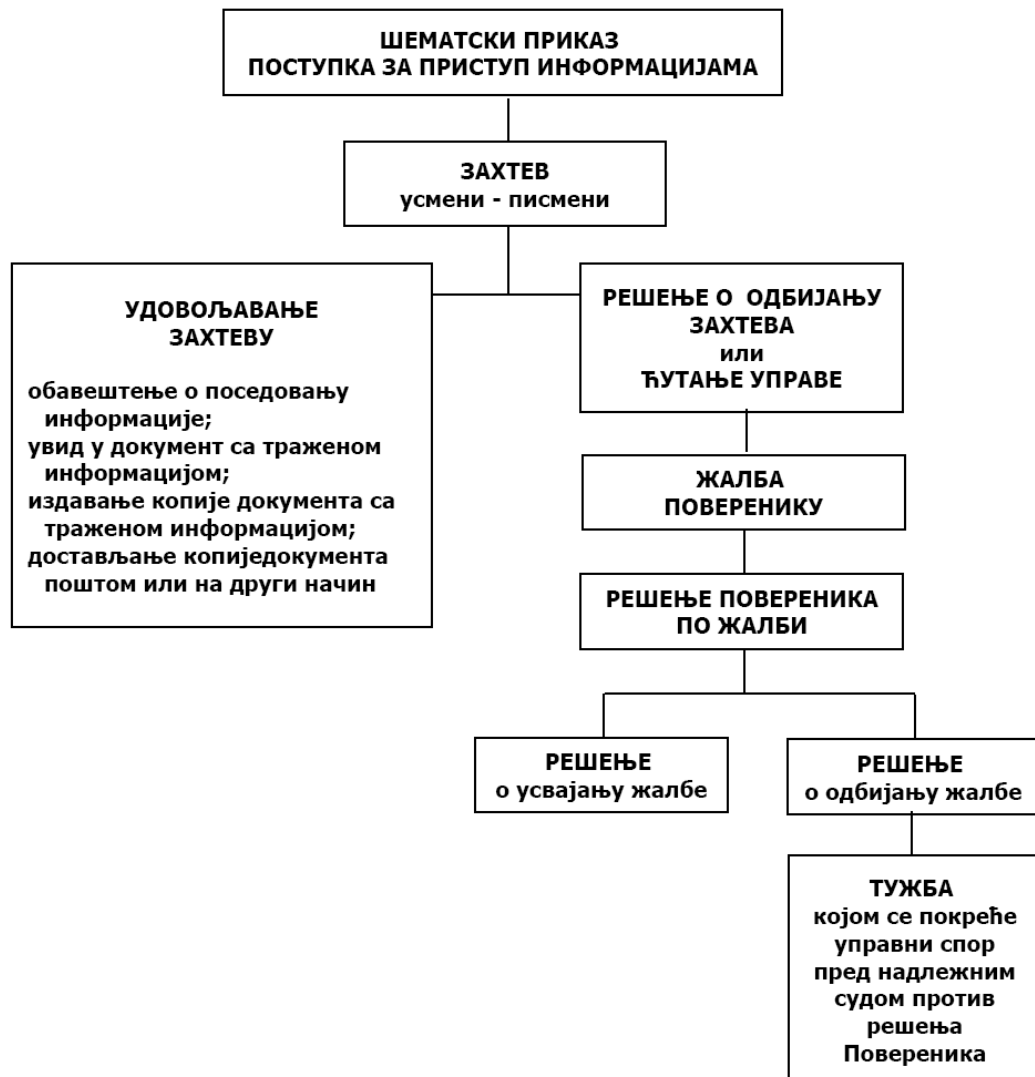 ШЕМАТСКИ ПРИКАЗ
ПОСТУПКА ЗА ПРИСТУП ИНФОРМАЦИЈАМА
ЗАХТЕВ
усмени - писмени
УДОВОЉАВАЊЕ
ЗАХТЕВУ
обавештење о поседовању
информације;
увид у документ са траженом
информацијом;
издавање копије документа са
траженом информацијом;
достављање копиједокумента
поштом или на други начин
РЕШЕЊЕ О ОДБИЈАЊУ
ЗАХТЕВА
или
ЋУТАЊЕ УПРАВЕ
ЖАЛБА
ПОВЕРЕНИКУ
РЕШЕЊЕ ПОВЕРЕНИКА
ПО ЖАЛБИ
РЕШЕЊЕ
о усвајању жалбе
РЕШЕЊЕ
о одбијању жалбе
ТУЖБА
којом се покреће
управни спор
пред надлежним
судом против
решења
Повереника